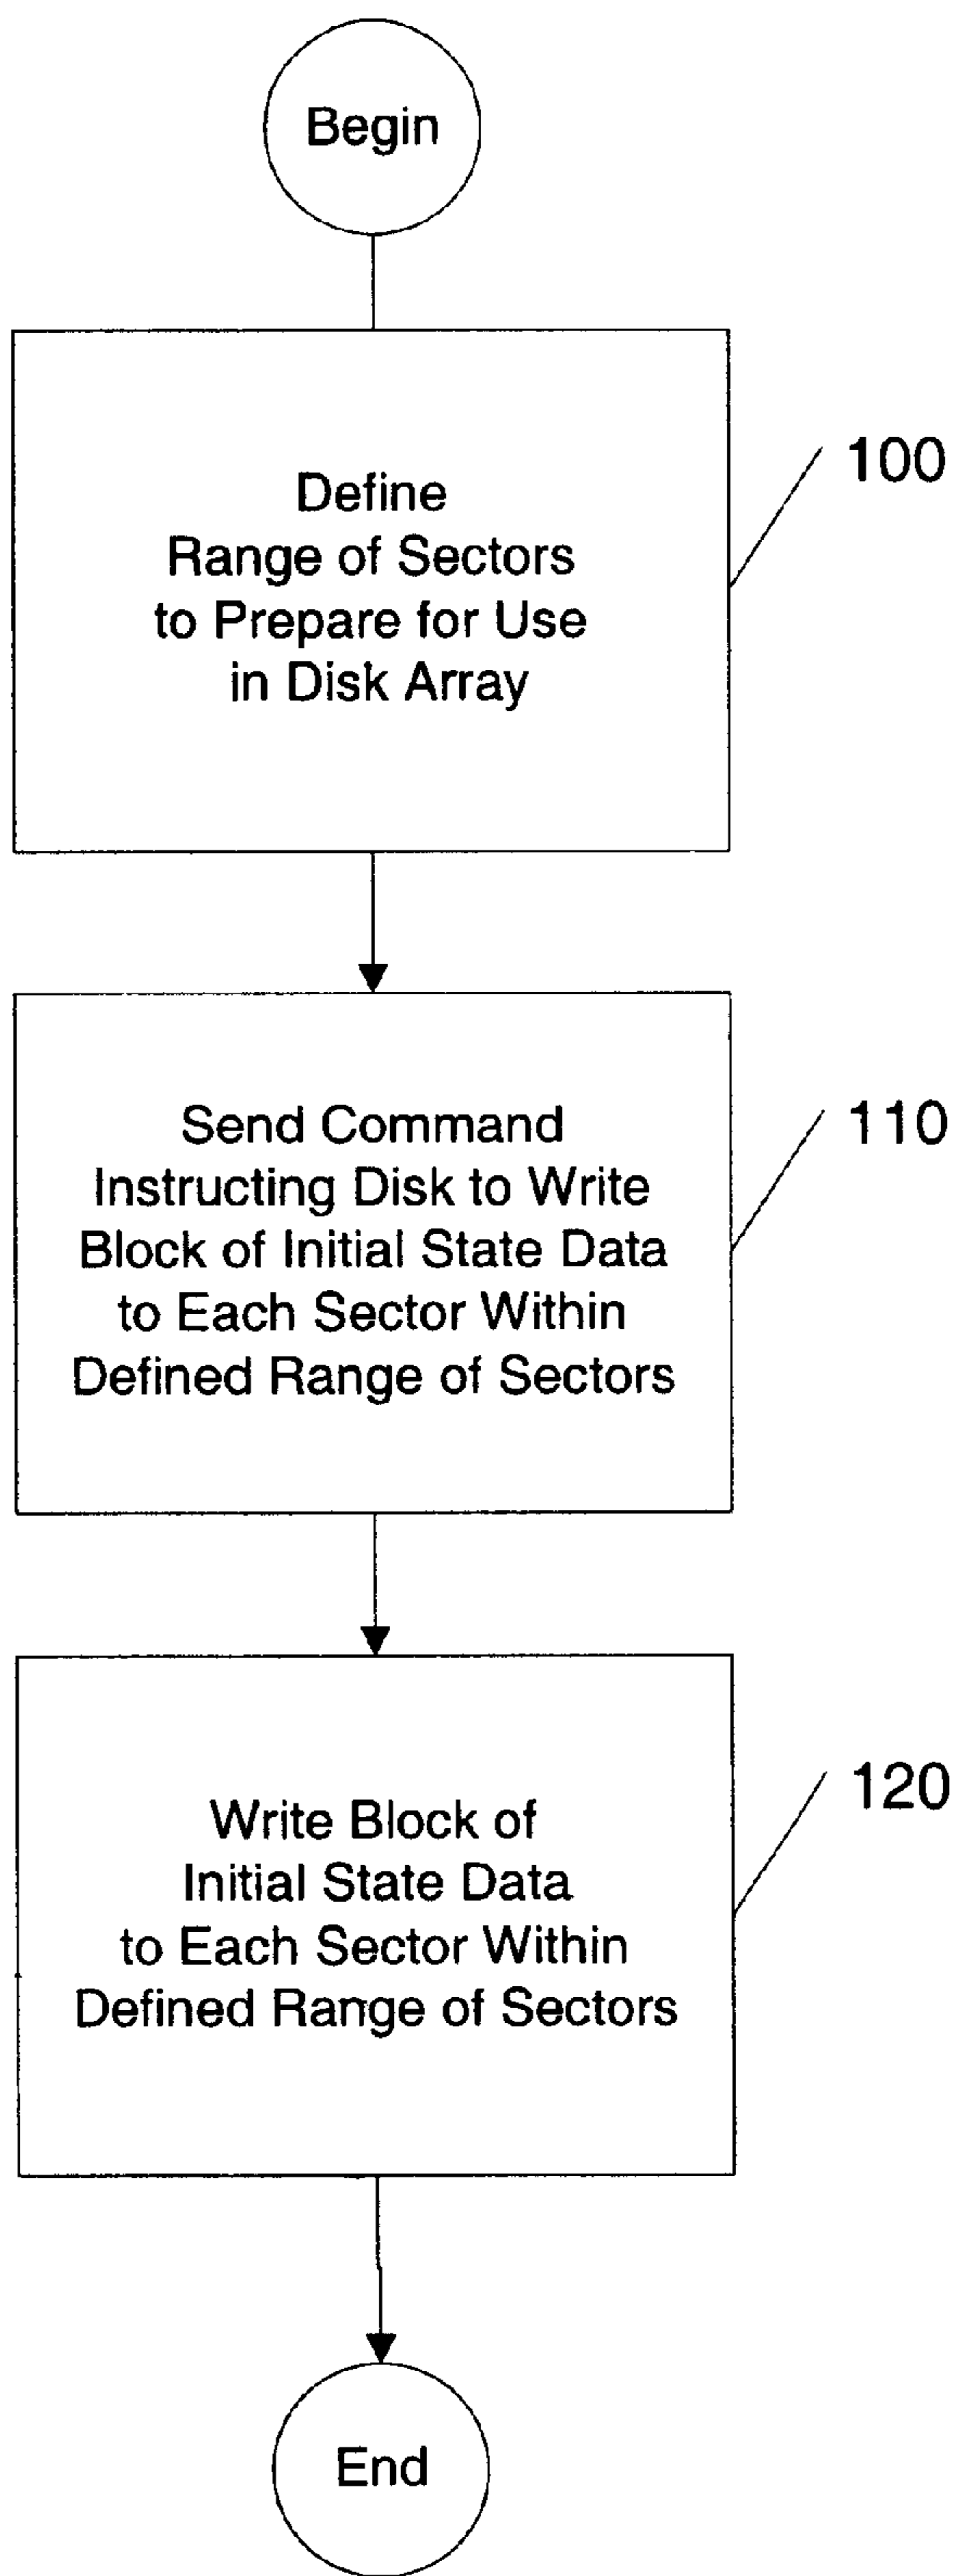 Begin
Define
Range of Sectors
to Prepare for Use
in Disk Array
100
Send Command
Instructing Disk to Write
Block of Initial State Data
to Each Sector Within
Defined Range of Sectors
110
Write Block of
Initial State Data
to Each Sector Within
Defined Range of Sectors
120
End